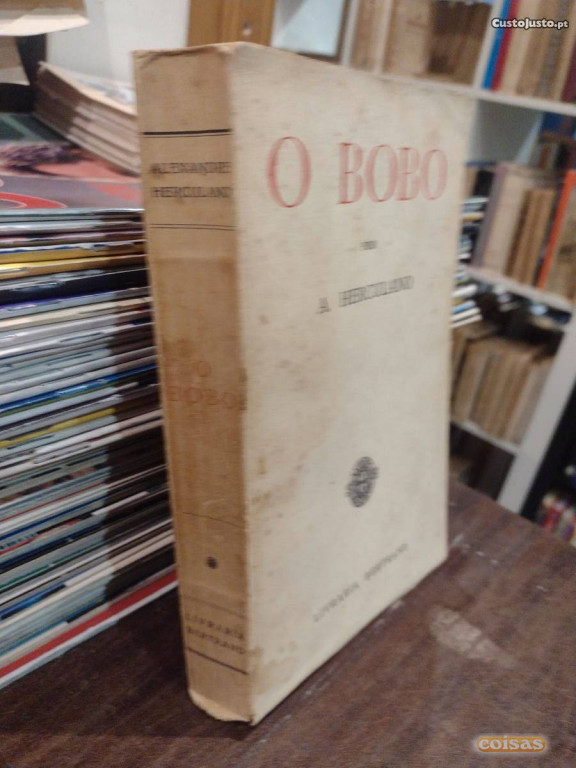 CustoJusto.pt
ALEXANDRE
HERCULANO
O
BOBO
LIVRARIA
BERTRAND
O BOBO
POR
A HERCULANO
LIVRARIA BERTRAND
coisas